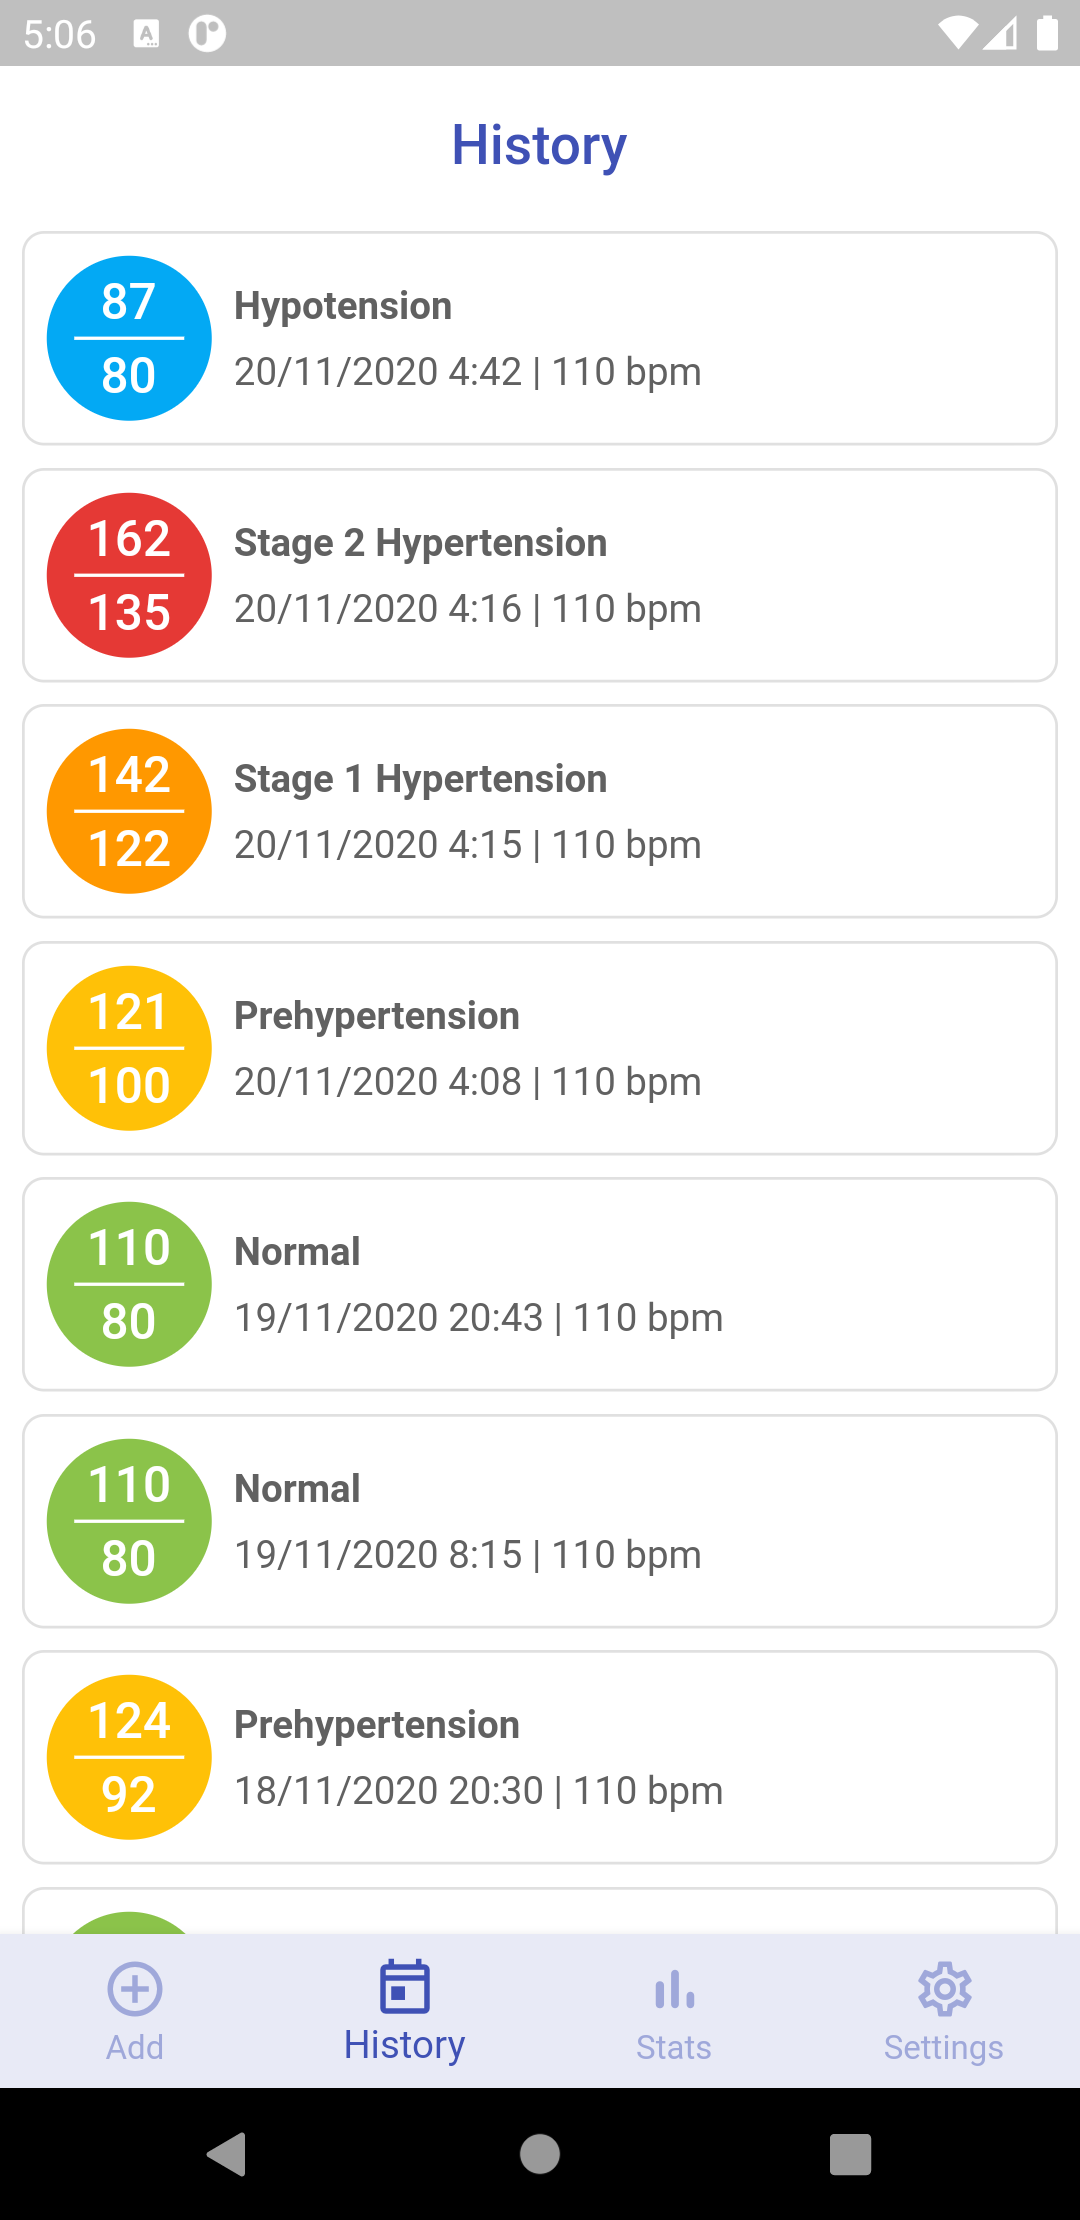 5:06
History
87
80
Hypotension
20/11/2020 4:42 | 110 bpm
162
135
Stage 2 Hypertension
20/11/2020 4:16 | 110 bpm
142
122
Stage 1 Hypertension
20/11/2020 4:15 | 110 bpm
121
100
Prehypertension
20/11/2020 4:08 | 110 bpm
110
80
Normal
19/11/2020 20:43 | 110 bpm
110
80
Normal
19/11/2020 8:15 | 110 bpm
124
92
Prehypertension
18/11/2020 20:30 | 110 bpm
Add
History
Stats
Settings